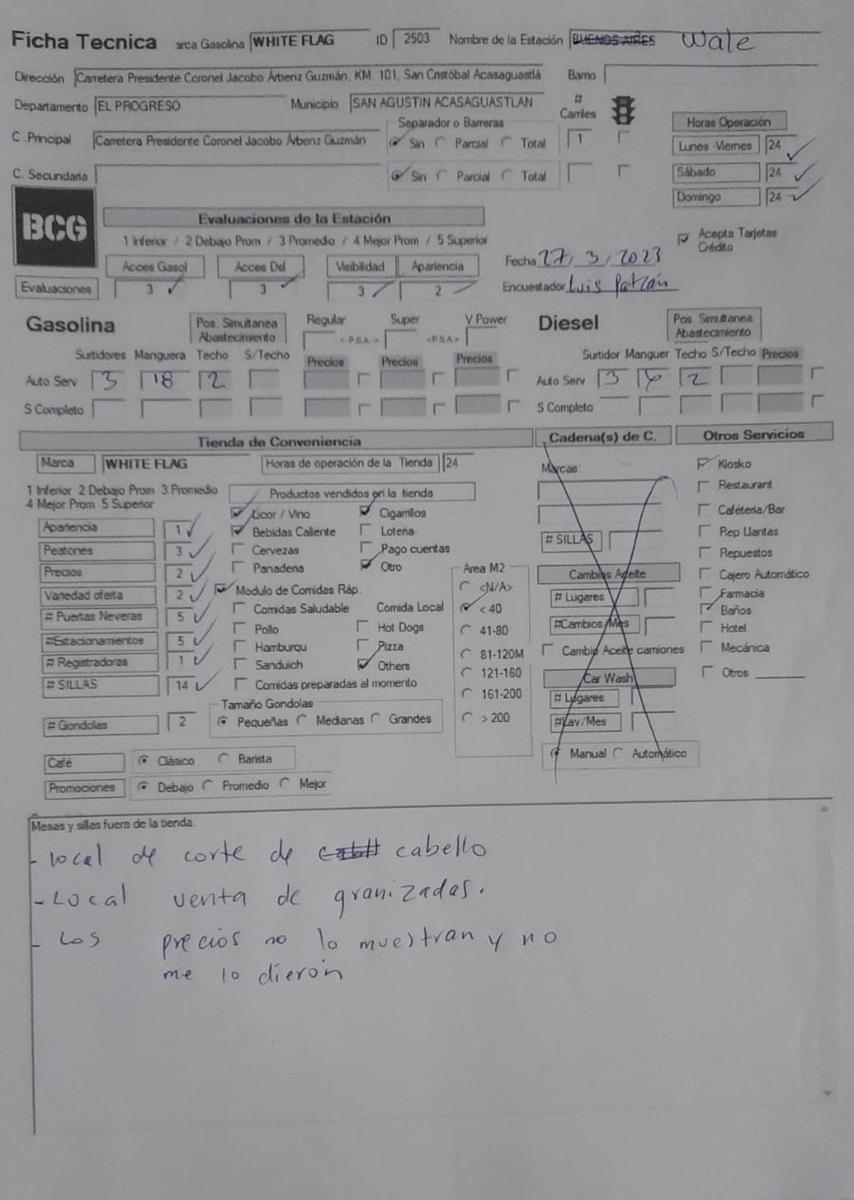 Ficha Tecnica arca Gasolina WHITE FLAG ID 2503 Nombre de la Estación BUENOS AIRES Wale
Dirección Carretera Presidente Coronel Jacobo Árbenz Guzmán, KM. 101, San Cristóbal Acasaguastlá Barrio
Departamento EL PROGRESO Municipio SAN AGUSTIN ACASAGUASTLAN # Carriles
Separador o Barreras
Horas Operación
C .Principal Carretera Presidente Coronel Jacobo Árbenz Guzmán Sin Parcial Total 1 Lunes -Viernes 24
C. Secundaria Sin Parcial Total Sábado 24
Domingo 24
BCG
Evaluaciones de la Estación
1 Inferior / 2 Debajo Prom / 3 Promedio / 4 Mejor Prom / 5 Superior
Acepta Tarjetas Crédito
Acces Gasol Acces Del Visibilidad Apariencia Fecha 27/3/2023
Evaluaciones 3 3 3 2 Encuestador Luis Patzán
Gasolina Pos. Simultanea Abastecimiento Regular Super V Power Diesel Pos. Simultanea Abastecimiento
<P.S.A.> <P.S.A.>
Surtidores Manguera Techo S/Techo Precios Precios Precios Surtidor Manguer Techo S/Techo Precios
Auto Serv 3 18 2 Auto Serv 3 2
S Completo S Completo
Tienda de Conveniencia Cadena(s) de C. Otros Servicios
Marca WHITE FLAG Horas de operación de la Tienda 24 Marcas: Kiosko
1 Inferior 2 Debajo Prom 3 Promedio
4 Mejor Prom 5 Superior
Productos vendidos en la tienda Restaurant
Licor / Vino Cigarrillos Cafétería/Bar
Apariencia 1 Bebidas Caliente Lotería # SILLAS Rep Llantas
Peatones 3 Cervezas Pago cuentas Repuestos
Precios 2 Panadería Otro Area M2 Cambios Aceite Cajero Automático
Variedad oferta 2 Modulo de Comidas Ráp. <N/A> # Lugares Farmacia
# Puertas Neveras 5 Comidas Saludable Comida Local < 40 Baños
#Estacionamientos 5 Pollo Hot Dogs 41-80 #Cambios/Mes Hotel
# Registradoras 1 Hamburqu Pizza 81-120M Cambio Aceite camiones Mecánica
# SILLAS 14 Sanduich Others 121-160 Car Wash Otros
Comidas preparadas al momento 161-200 # Lugares
Tamaño Gondolas
# Gondolas 2 Pequeñas Medianas Grandes > 200 #Lav/Mes
Café Clásico Barista Manual Automático
Promociones Debajo Promedio Mejor
Mesas y sillas fuera de la tienda.
- local de corte de cabello
- Local venta de granizadas.
- Los precios no lo muestran y no
me lo dieron